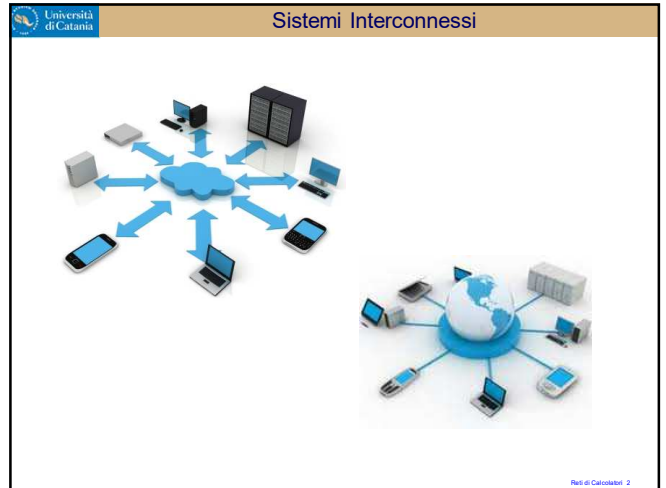 Università
di Catania
Sistemi Interconnessi
Reti di Calcolatori 2